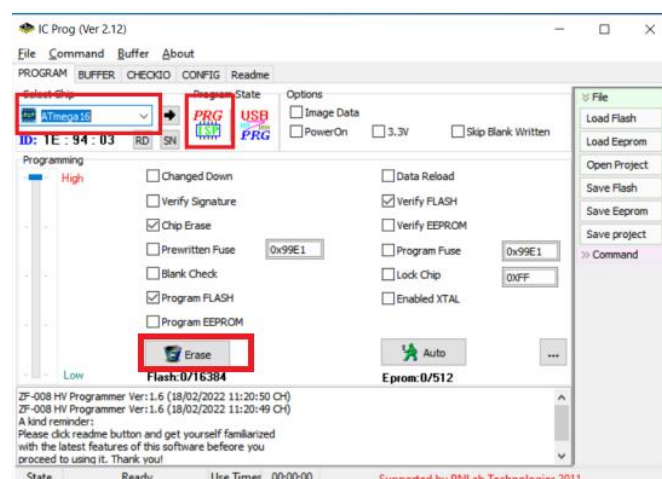 IC Prog (Ver 2.12)
File Command Buffer About
PROGRAM BUFFER CHECKIO CONFIG Readme
Select Chip Program State Options
ATmega16 PRG ISP USB PRG Image Data
PowerOn 3.3V Skip Blank Written
ID: 1E : 94 : 03 RD SN
Programming
High Changed Down Data Reload
Verify Signature Verify FLASH
Chip Erase Verify EEPROM
Prewritten Fuse 0x99E1 Program Fuse 0x99E1
Blank Check Lock Chip 0XFF
Program FLASH Enabled XTAL
Program EEPROM
Erase Auto ...
Low Flash:0/16384 Eprom:0/512
File
Load Flash
Load Eeprom
Open Project
Save Flash
Save Eeprom
Save project
Command
ZF-008 HV Programmer Ver:1.6 (18/02/2022 11:20:50 CH)
ZF-008 HV Programmer Ver:1.6 (18/02/2022 11:20:49 CH)
A kind reminder:
Please click readme button and get yourself familiarized
with the latest features of this software befeore you
proceed to using it. Thank you!
State Ready Use Times 00:00:00 Supported by Technologies 2011